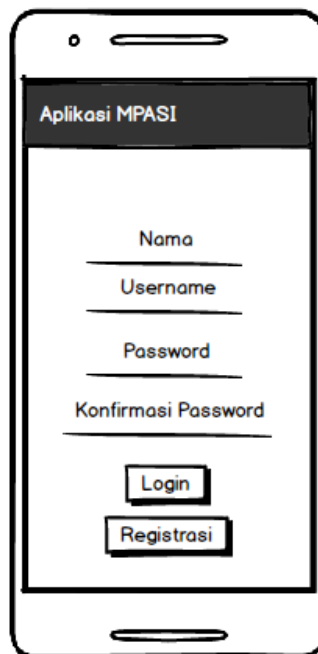 Aplikasi MPASI
Nama
Username
Password
Konfirmasi Password
Login
Registrasi